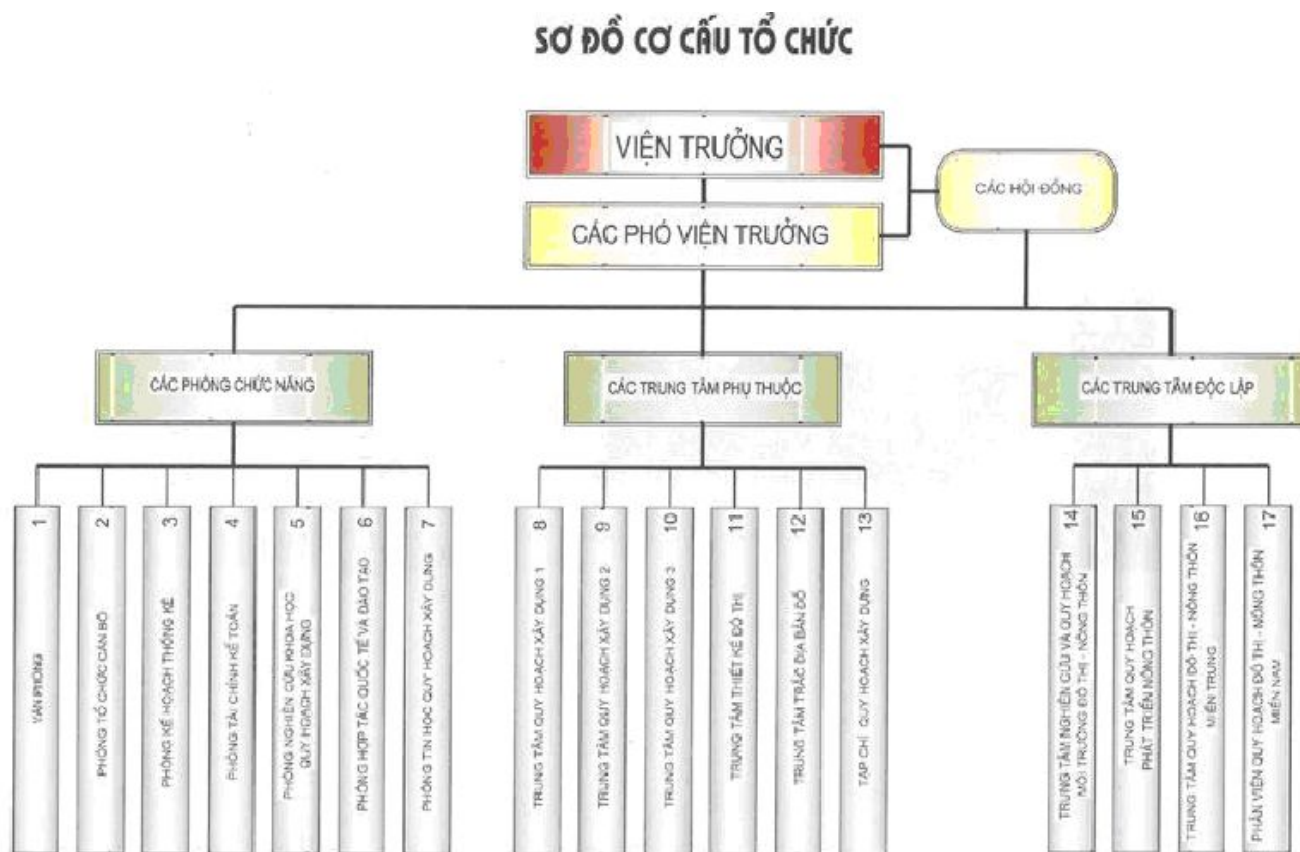 SƠ ĐỒ CƠ CẤU TỔ CHỨC
VIỆN TRƯỞNG
CÁC HỘI ĐỒNG
CÁC PHÓ VIỆN TRƯỞNG
CÁC PHÒNG CHỨC NĂNG
CÁC TRUNG TÂM PHỤ THUỘC
CÁC TRUNG TÂM ĐỘC LẬP
1
VĂN PHÒNG
2
PHÒNG TỔ CHỨC CÁN BỘ
3
PHÒNG KẾ HOẠCH THỐNG KÊ
4
PHÒNG TÀI CHÍNH KẾ TOÁN
5
PHÒNG NGHIÊN CỨU KHOA HỌC
QUY HOẠCH XÂY DỰNG
6
PHÒNG HỢP TÁC QUỐC TẾ VÀ ĐÀO TẠO
7
PHÒNG TIN HỌC QUY HOẠCH XÂY DỰNG
8
TRUNG TÂM QUY HOẠCH XÂY DỰNG 1
9
TRUNG TÂM QUY HOẠCH XÂY DỰNG 2
10
TRUNG TÂM QUY HOẠCH XÂY DỰNG 3
11
TRUNG TÂM THIẾT KẾ ĐÔ THỊ
12
TRUNG TÂM TRẮC ĐỊA BẢN ĐỒ
13
TẠP CHÍ QUY HOẠCH XÂY DỰNG
14
TRUNG TÂM NGHIÊN CỨU VÀ QUY HOẠCH
MÔI TRƯỜNG ĐÔ THỊ - NÔNG THÔN
15
TRUNG TÂM QUY HOẠCH
PHÁT TRIỂN NÔNG THÔN
16
TRUNG TÂM QUY HOẠCH ĐÔ THỊ - NÔNG THÔN
MIỀN TRUNG
17
PHÂN VIỆN QUY HOẠCH ĐÔ THỊ - NÔNG THÔN
MIỀN NAM